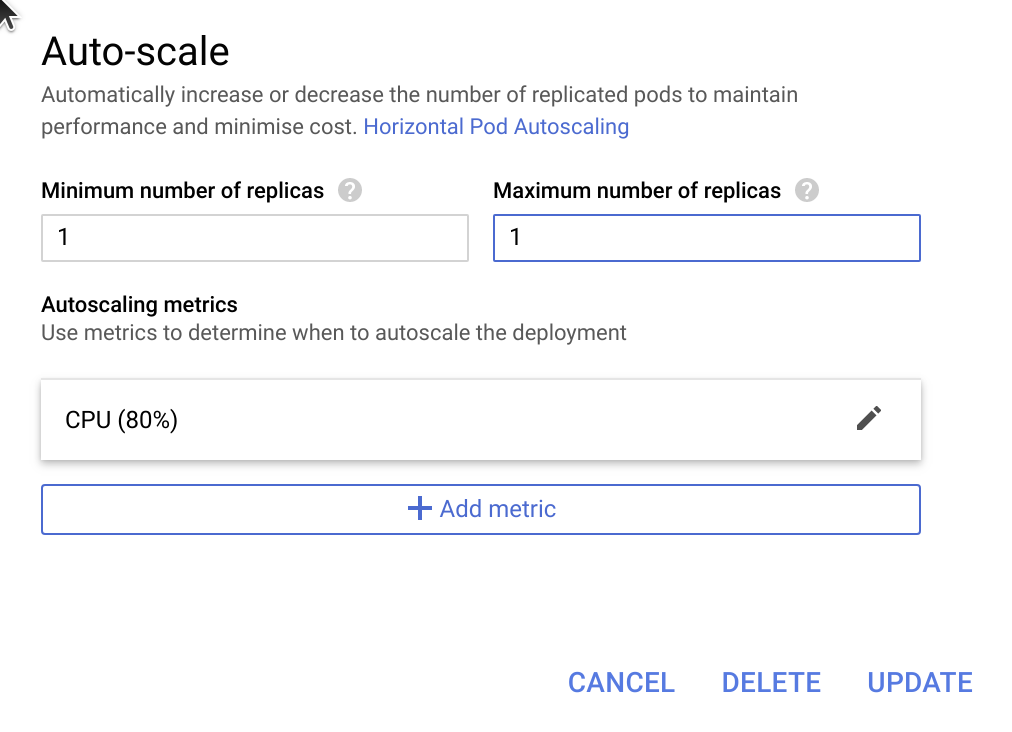 Auto-scale
Automatically increase or decrease the number of replicated pods to maintain
performance and minimise cost. Horizontal Pod Autoscaling
Minimum number of replicas ?
Maximum number of replicas ?
1
1
Autoscaling metrics
Use metrics to determine when to autoscale the deployment
CPU (80%)
Add metric
CANCEL DELETE UPDATE